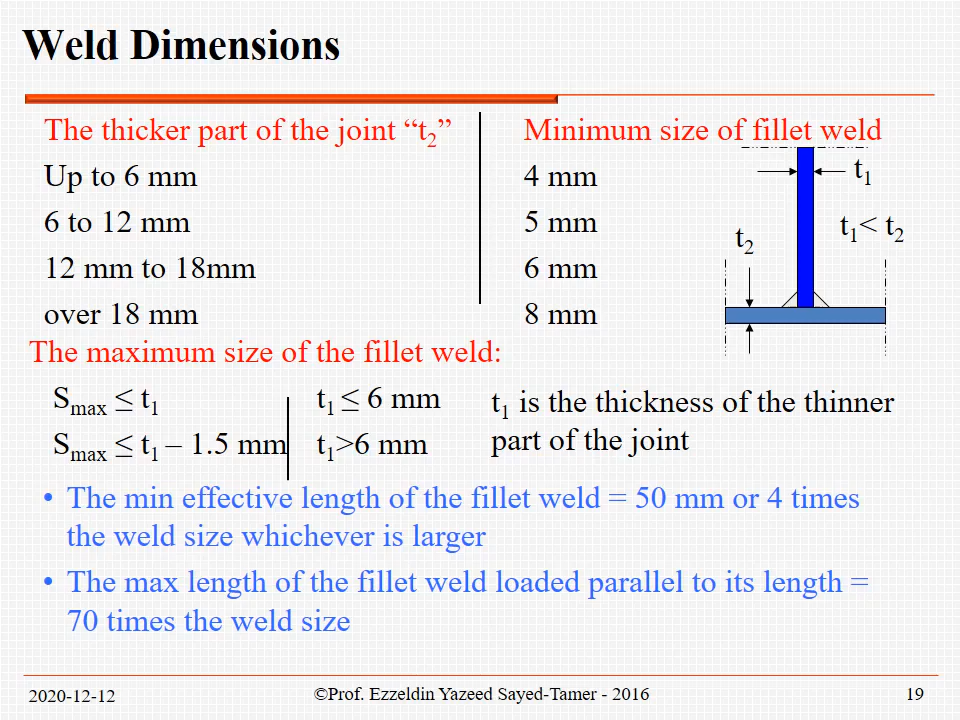 Weld Dimensions
The thicker part of the joint “t₂”
Minimum size of fillet weld
Up to 6 mm
4 mm
6 to 12 mm
5 mm
12 mm to 18mm
6 mm
over 18 mm
8 mm
t₁
t₁< t₂
t₂
The maximum size of the fillet weld:
Sₘₐₓ ≤ t₁
t₁ ≤ 6 mm
Sₘₐₓ ≤ t₁ – 1.5 mm
t₁>6 mm
t₁ is the thickness of the thinner
part of the joint
• The min effective length of the fillet weld = 50 mm or 4 times
the weld size whichever is larger
• The max length of the fillet weld loaded parallel to its length =
70 times the weld size
2020-12-12
©Prof. Ezzeldin Yazeed Sayed-Tamer - 2016
19